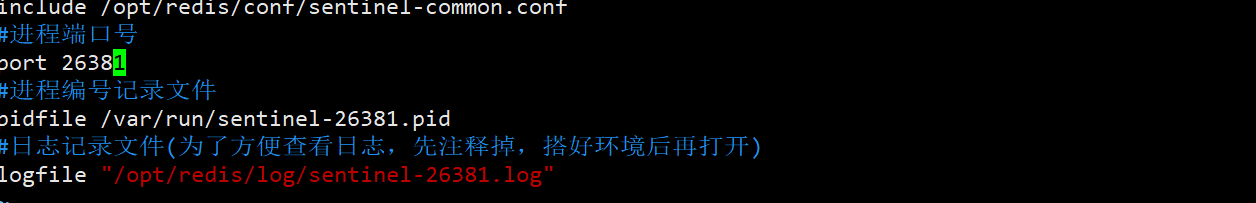 include /opt/redis/conf/sentinel-common.conf
#进程端口号
port 26381
#进程编号记录文件
pidfile /var/run/sentinel-26381.pid
#日志记录文件(为了方便查看日志，先注释掉，搭好环境后再打开)
logfile "/opt/redis/log/sentinel-26381.log"